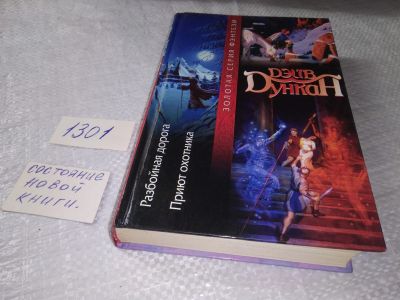 1301
состояние
новой
книги.
Разбойная дорога
Приют охотника
ЗОЛОТАЯ СЕРИЯ ФЭНТЕЗИ
ДЭЙВ
ДУНКАН